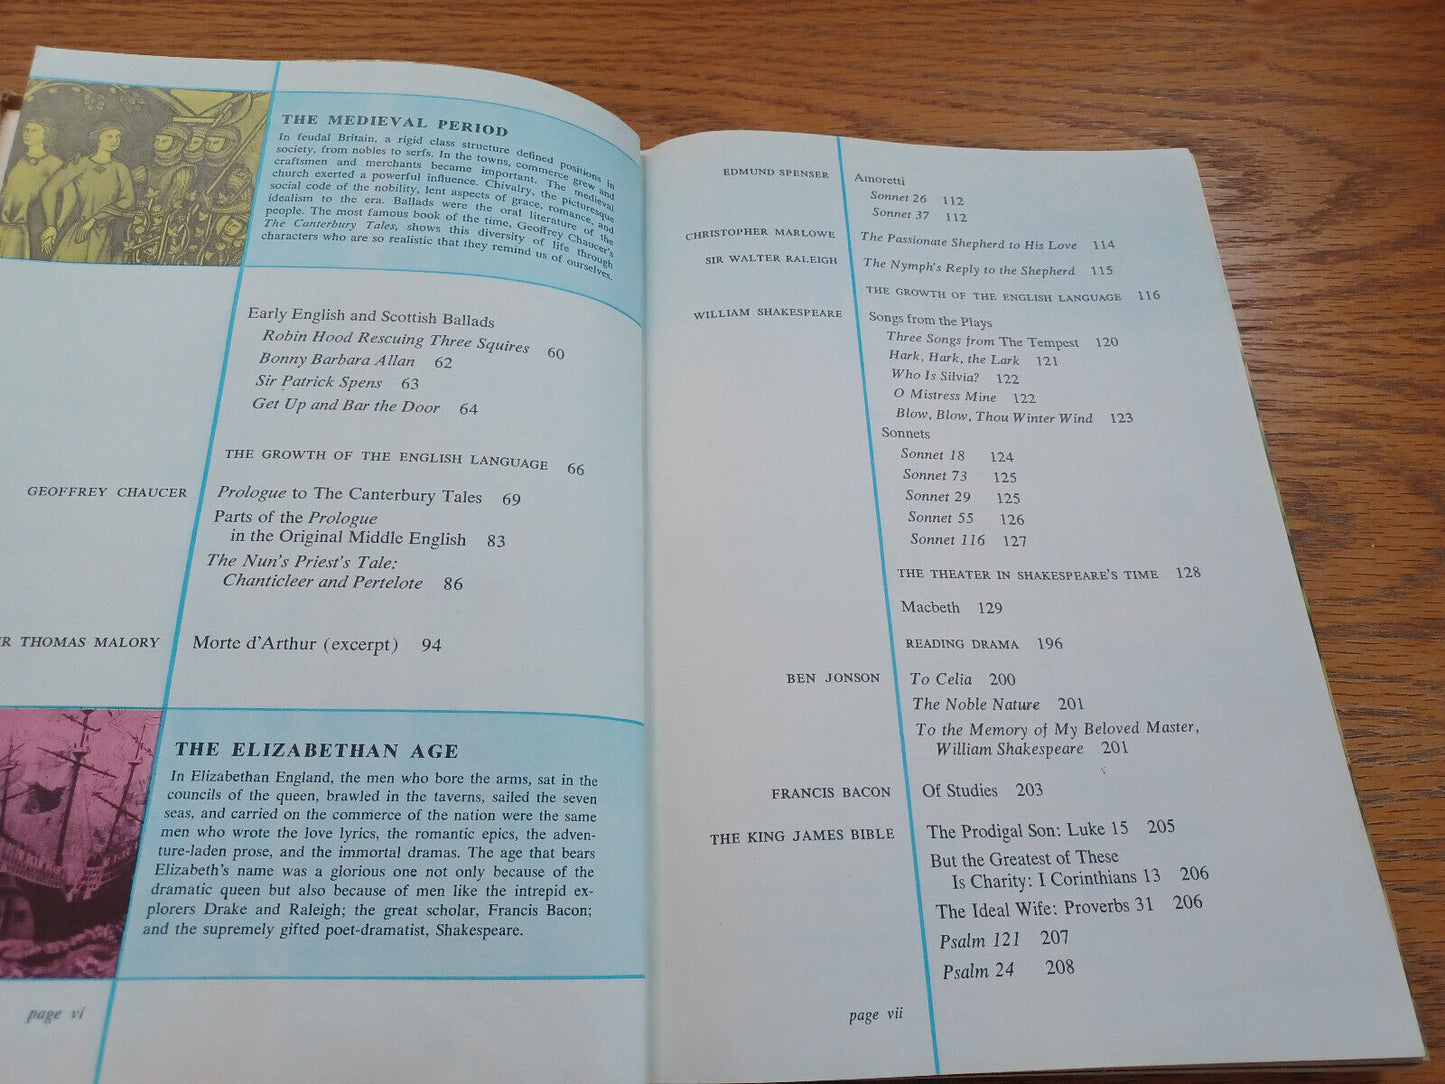 THE MEDIEVAL PERIOD
In feudal Britain, a rigid class structure defined positions in
society, from nobles to serfs. In the towns, commerce grew and
craftsmen and merchants became important. The medieval
church exerted a powerful influence. Chivalry, the picturesque
social code of the nobility, lent aspects of grace, romance, and
idealism to the era. Ballads were the oral literature of the
people. The most famous book of the time, Geoffrey Chaucer's
The Canterbury Tales, shows this diversity of life through
characters who are so realistic that they remind us of ourselves.
Early English and Scottish Ballads
Robin Hood Rescuing Three Squires 60
Bonny Barbara Allan 62
Sir Patrick Spens 63
Get Up and Bar the Door 64
THE GROWTH OF THE ENGLISH LANGUAGE 66
GEOFFREY CHAUCER Prologue to The Canterbury Tales 69
Parts of the Prologue
in the Original Middle English 83
The Nun's Priest's Tale:
Chanticleer and Pertelote 86
R THOMAS MALORY Morte d'Arthur (excerpt) 94
THE ELIZABETHAN AGE
In Elizabethan England, the men who bore the arms, sat in the
councils of the queen, brawled in the taverns, sailed the seven
seas, and carried on the commerce of the nation were the same
men who wrote the love lyrics, the romantic epics, the adven-
ture-laden prose, and the immortal dramas. The age that bears
Elizabeth's name was a glorious one not only because of the
dramatic queen but also because of men like the intrepid ex-
plorers Drake and Raleigh; the great scholar, Francis Bacon;
and the supremely gifted poet-dramatist, Shakespeare.
page vi
EDMUND SPENSER Amoretti
Sonnet 26 112
Sonnet 37 112
CHRISTOPHER MARLOWE The Passionate Shepherd to His Love 114
SIR WALTER RALEIGH The Nymph's Reply to the Shepherd 115
THE GROWTH OF THE ENGLISH LANGUAGE 116
WILLIAM SHAKESPEARE Songs from the Plays
Three Songs from The Tempest 120
Hark, Hark, the Lark 121
Who Is Silvia? 122
O Mistress Mine 122
Blow, Blow, Thou Winter Wind 123
Sonnets
Sonnet 18 124
Sonnet 73 125
Sonnet 29 125
Sonnet 55 126
Sonnet 116 127
THE THEATER IN SHAKESPEARE'S TIME 128
Macbeth 129
READING DRAMA 196
BEN JONSON To Celia 200
The Noble Nature 201
To the Memory of My Beloved Master,
William Shakespeare 201
FRANCIS BACON Of Studies 203
THE KING JAMES BIBLE The Prodigal Son: Luke 15 205
But the Greatest of These
Is Charity: I Corinthians 13 206
The Ideal Wife: Proverbs 31 206
Psalm 121 207
Psalm 24 208
page vii